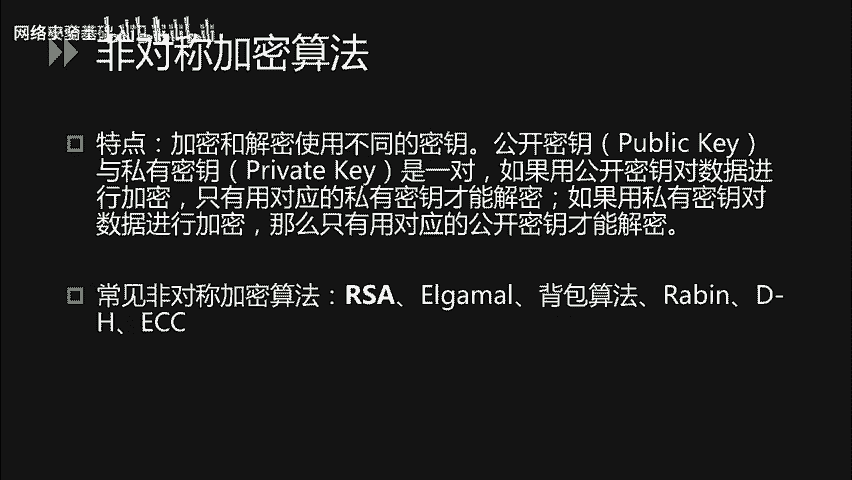 网络安全基础入门
非对称加密算法
特点：加密和解密使用不同的密钥。公开密钥（Public Key）
与私有密钥（Private Key）是一对，如果用公开密钥对数据进
行加密，只有用对应的私有密钥才能解密；如果用私有密钥对
数据进行加密，那么只有用对应的公开密钥才能解密。
常见非对称加密算法：RSA、Elgamal、背包算法、Rabin、D-
H、ECC